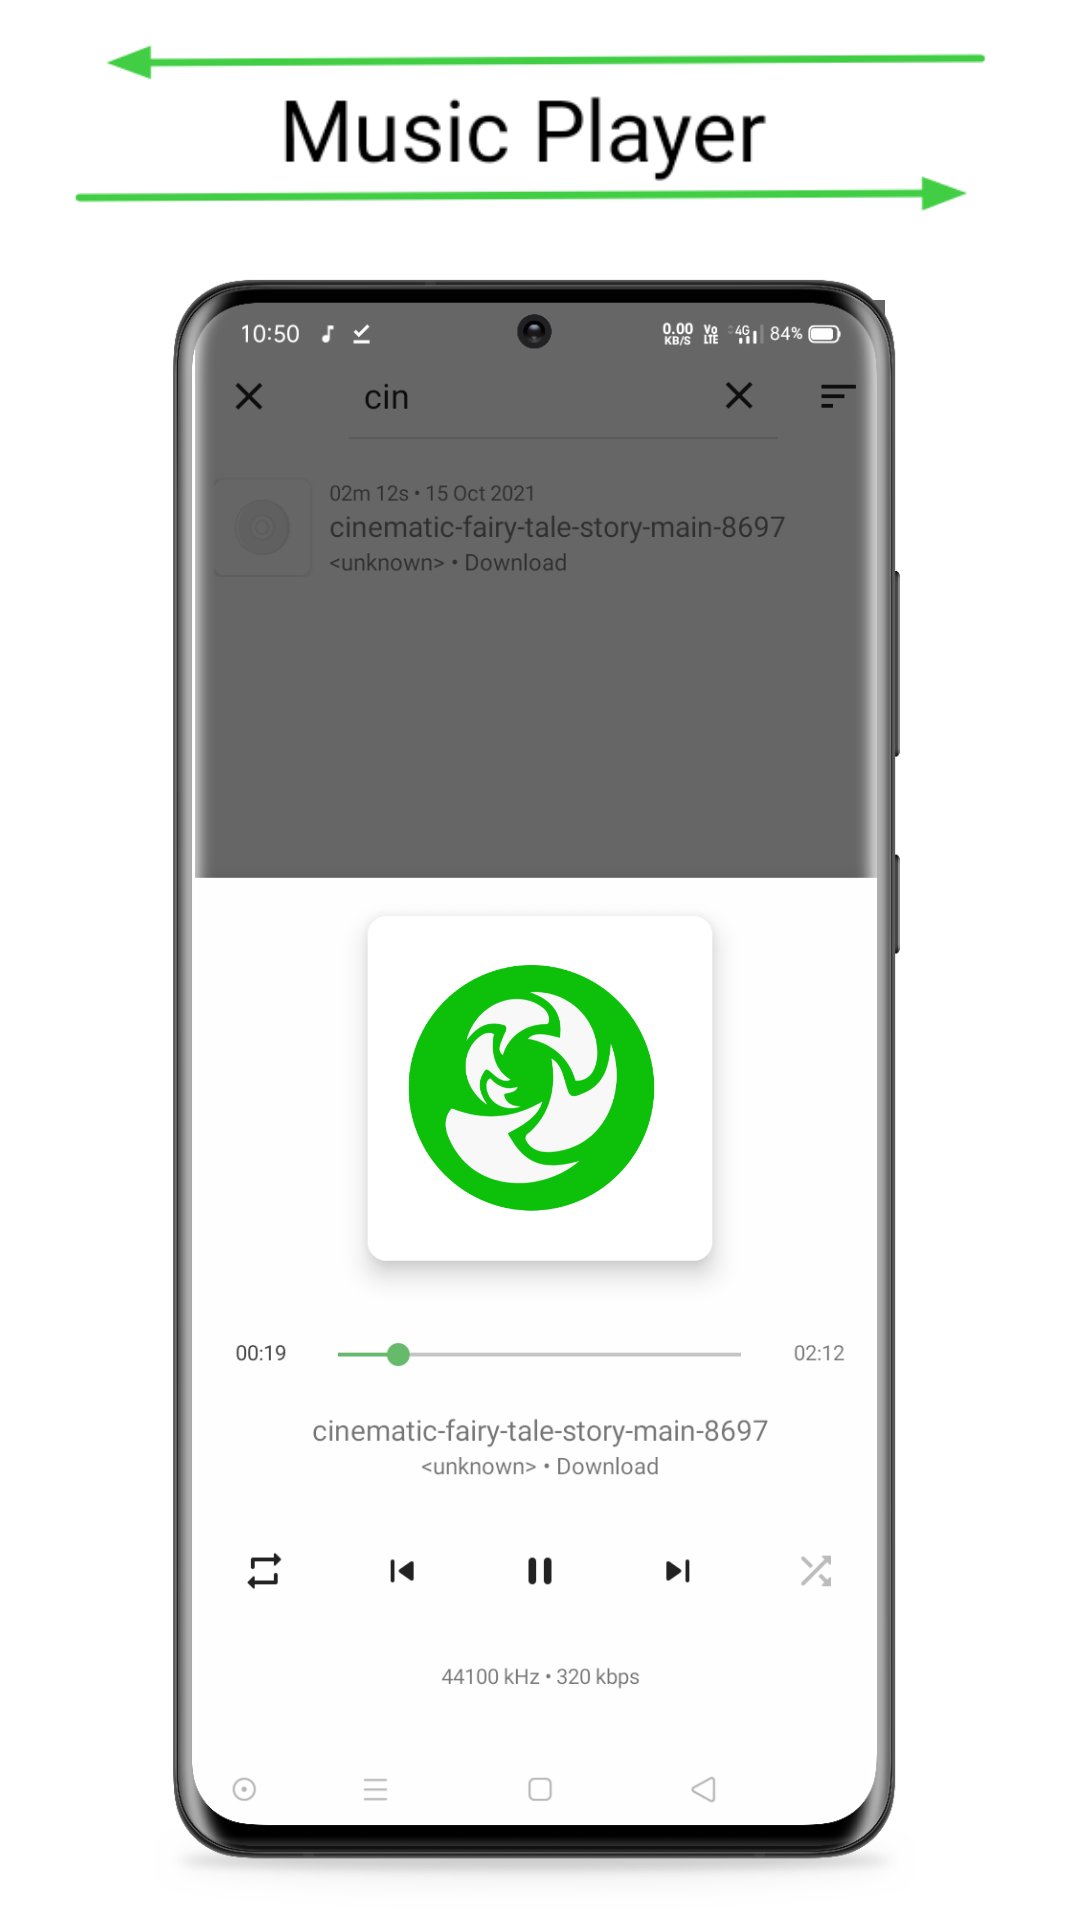 Music Player
10:50 0.00 KB/S Vo LTE 4G 84%
cin
02m 12s • 15 Oct 2021
cinematic-fairy-tale-story-main-8697
<unknown> • Download
00:19 02:12
cinematic-fairy-tale-story-main-8697
<unknown> • Download
44100 kHz • 320 kbps